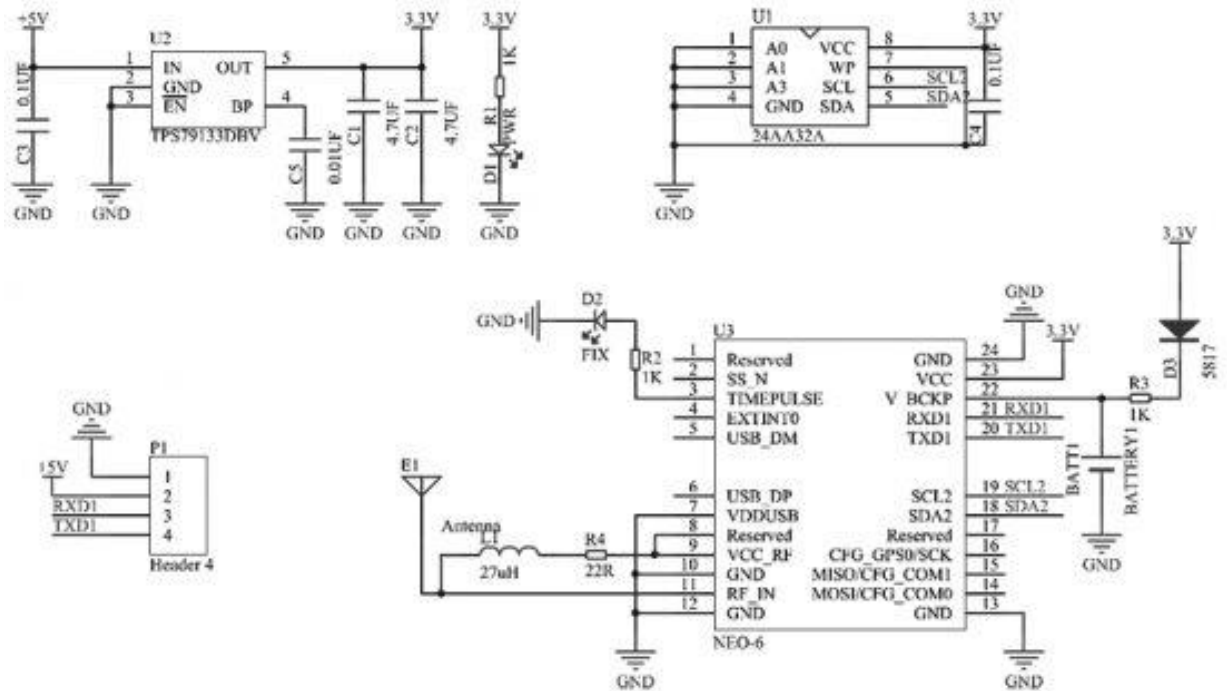 +5V
3.3V
3.3V
U2
1 IN OUT 5
2 GND
3 EN BP 4
TPS79133DBV
0.1UF
C3
C5
0.01UF
C1
4.7UF
C2
4.7UF
1K
R1
PWR
D1
GND
GND
GND
GND
GND
GND
U1
3.3V
1 A0 VCC 8
2 A1 WP 7
3 A3 SCL 6 SCL2
4 GND SDA 5 SDA2
24AA32A
0.1UF
C4
GND
3.3V
D3
5817
R3
1K
GND
3.3V
GND
D2
FIX
R2
1K
U3
1 Reserved GND 24
2 SS_N VCC 23
3 TIMEPULSE V_BCKP 22
4 EXTINT0 RXD1 21 RXD1
5 USB_DM TXD1 20 TXD1
6 USB_DP SCL2 19 SCL2
7 VDDUSB SDA2 18 SDA2
8 Reserved Reserved 17
9 VCC_RF CFG_GPS0/SCK 16
10 GND MISO/CFG_COM1 15
11 RF_IN MOSI/CFG_COM0 14
12 GND GND 13
NEO-6
BATT1
BATTERY1
GND
GND
GND
E1
Antenna
L1
27uH
R4
22R
GND
P1
+5V
RXD1
TXD1
1
2
3
4
Header 4